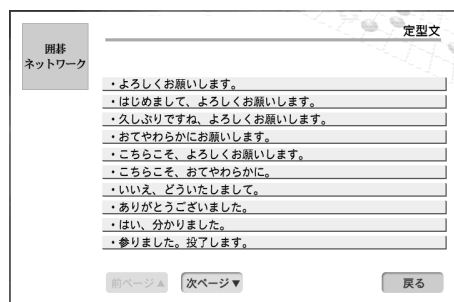 囲碁
ネットワーク
定型文
・よろしくお願いします。
・はじめまして、よろしくお願いします。
・久しぶりですね、よろしくお願いします。
・おてやわらかにお願いします。
・こちらこそ、よろしくお願いします。
・こちらこそ、おてやわらかに。
・いいえ、どういたしまして。
・ありがとうございました。
・はい、分かりました。
・参りました。投了します。
前ページ▲ 次ページ▼ 戻る